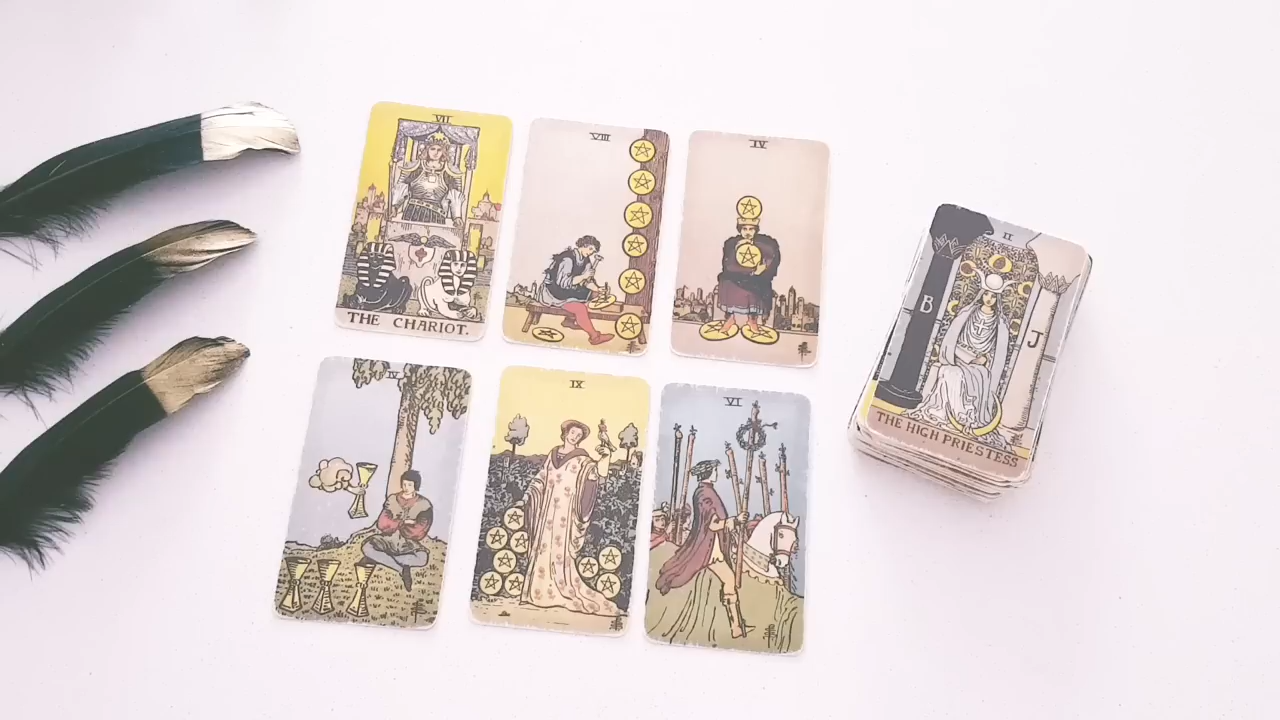 VII
THE CHARIOT.
VIII
IV
IV
IX
VI
II
B
J
THE HIGH PRIESTESS